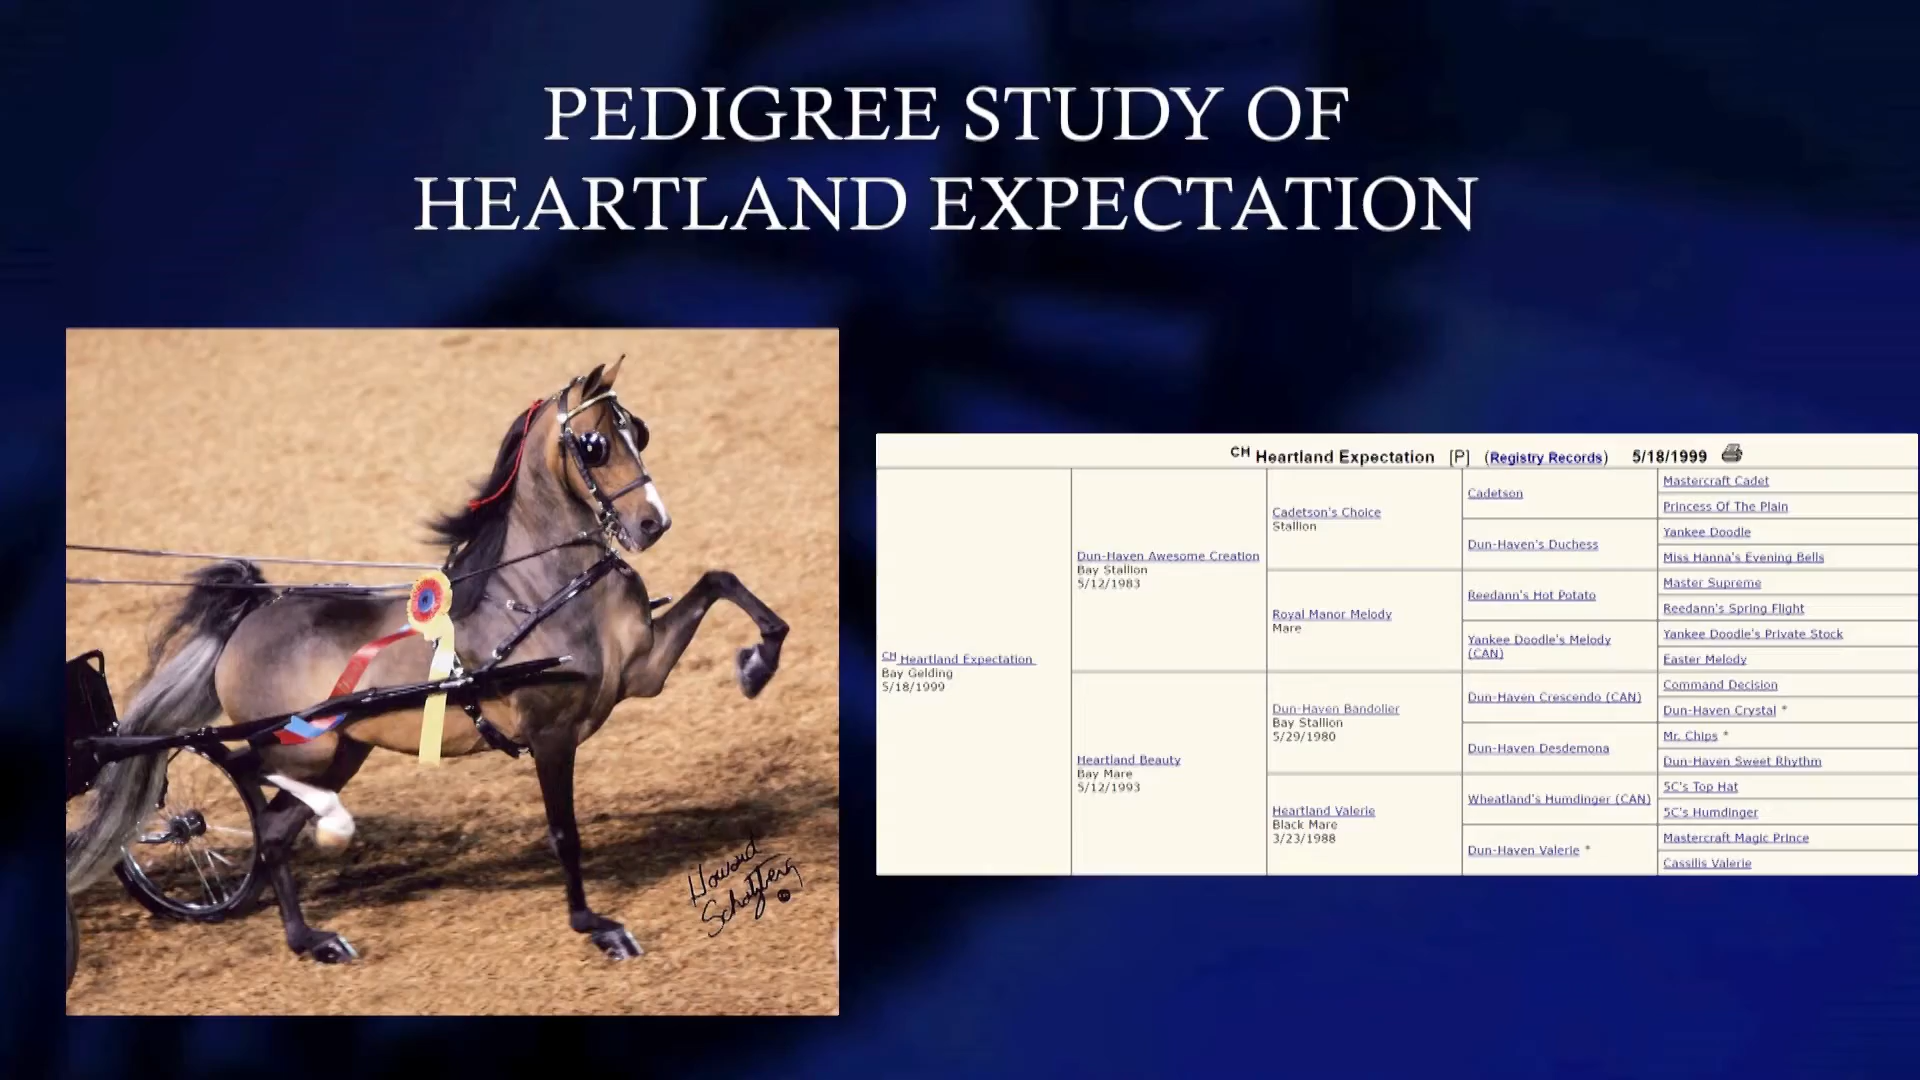 PEDIGREE STUDY OF
HEARTLAND EXPECTATION
CH Heartland Expectation [P] (Registry Records) 5/18/1999
CH Heartland Expectation
Bay Gelding
5/18/1999
Dun-Haven Awesome Creation
Bay Stallion
5/12/1983
Heartland Beauty
Bay Mare
5/12/1993
Cadetson's Choice
Stallion
Royal Manor Melody
Mare
Dun-Haven Bandolier
Bay Stallion
5/29/1980
Heartland Valerie
Black Mare
3/23/1988
Cadetson
Dun-Haven's Duchess
Reedann's Hot Potato
Yankee Doodle's Melody
(CAN)
Dun-Haven Crescendo (CAN)
Dun-Haven Desdemona
Wheatland's Humdinger (CAN)
Dun-Haven Valerie *
Mastercraft Cadet
Princess Of The Plain
Yankee Doodle
Miss Hanna's Evening Bells
Master Supreme
Reedann's Spring Flight
Yankee Doodle's Private Stock
Easter Melody
Command Decision
Dun-Haven Crystal *
Mr. Chips *
Dun-Haven Sweet Rhythm
5C's Top Hat
5C's Humdinger
Mastercraft Magic Prince
Cassilis Valerie
Howard
Schatzberg